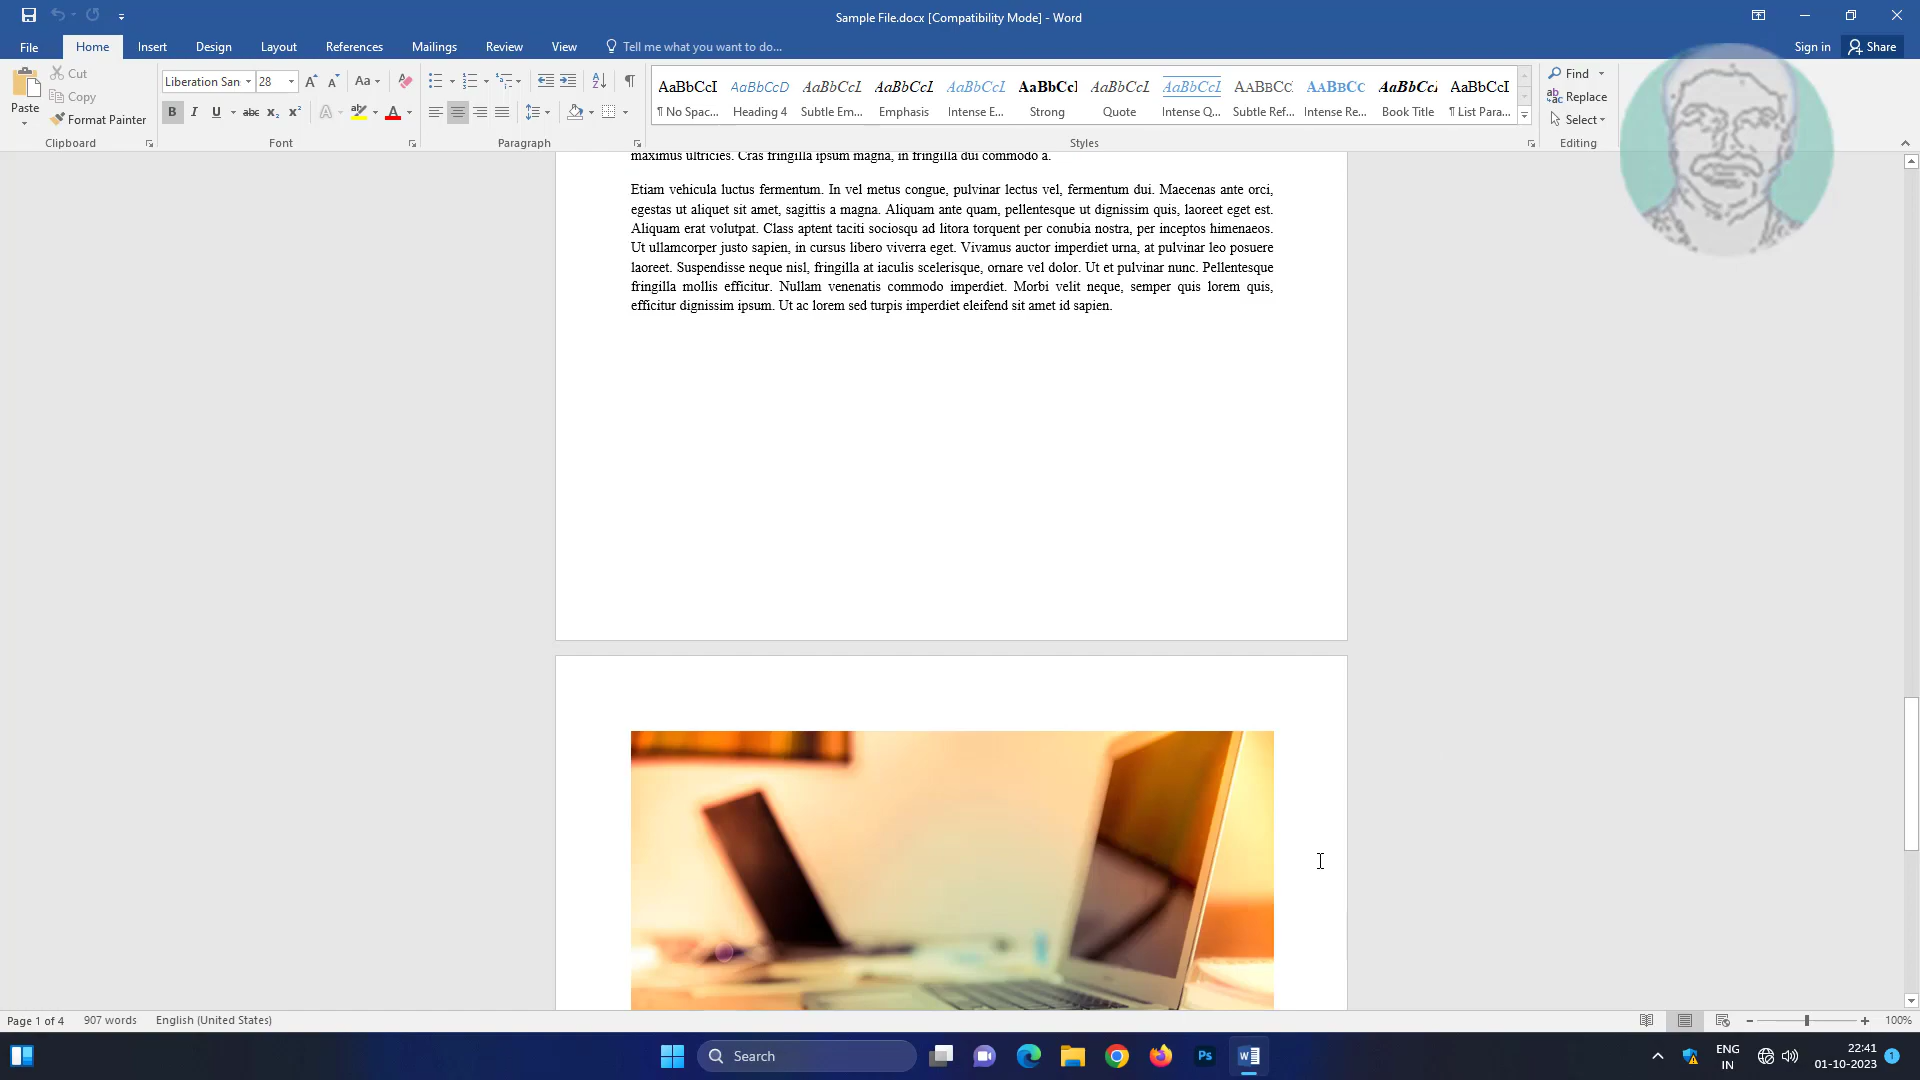 Sample File.docx [Compatibility Mode] - Word
File Home Insert Design Layout References Mailings Review View Tell me what you want to do... Sign in Share
Paste Cut Copy Format Painter
Clipboard
Liberation San 28 Aa
B I U abc X₂ X² A A
Font
Paragraph
AaBbCcI AaBbCcD AaBbCcL AaBbCcL AaBbCcL AaBbCcI AaBbCcL AaBbCcL AABBCC AABBCC AaBbCcI AaBbCcI
¶ No Spac... Heading 4 Subtle Em... Emphasis Intense E... Strong Quote Intense Q... Subtle Ref... Intense Re... Book Title ¶ List Para...
Styles
Find
Replace
Select
Editing
maximus ultricies. Cras fringilla ipsum magna, in fringilla dui commodo a.
Etiam vehicula luctus fermentum. In vel metus congue, pulvinar lectus vel, fermentum dui. Maecenas ante orci,
egestas ut aliquet sit amet, sagittis a magna. Aliquam ante quam, pellentesque ut dignissim quis, laoreet eget est.
Aliquam erat volutpat. Class aptent taciti sociosqu ad litora torquent per conubia nostra, per inceptos himenaeos.
Ut ullamcorper justo sapien, in cursus libero viverra eget. Vivamus auctor imperdiet urna, at pulvinar leo posuere
laoreet. Suspendisse neque nisl, fringilla at iaculis scelerisque, ornare vel dolor. Ut et pulvinar nunc. Pellentesque
fringilla mollis efficitur. Nullam venenatis commodo imperdiet. Morbi velit neque, semper quis lorem quis,
efficitur dignissim ipsum. Ut ac lorem sed turpis imperdiet eleifend sit amet id sapien.
Page 1 of 4 907 words English (United States) 100%
Search Ps ENG 22:41
IN 01-10-2023 1